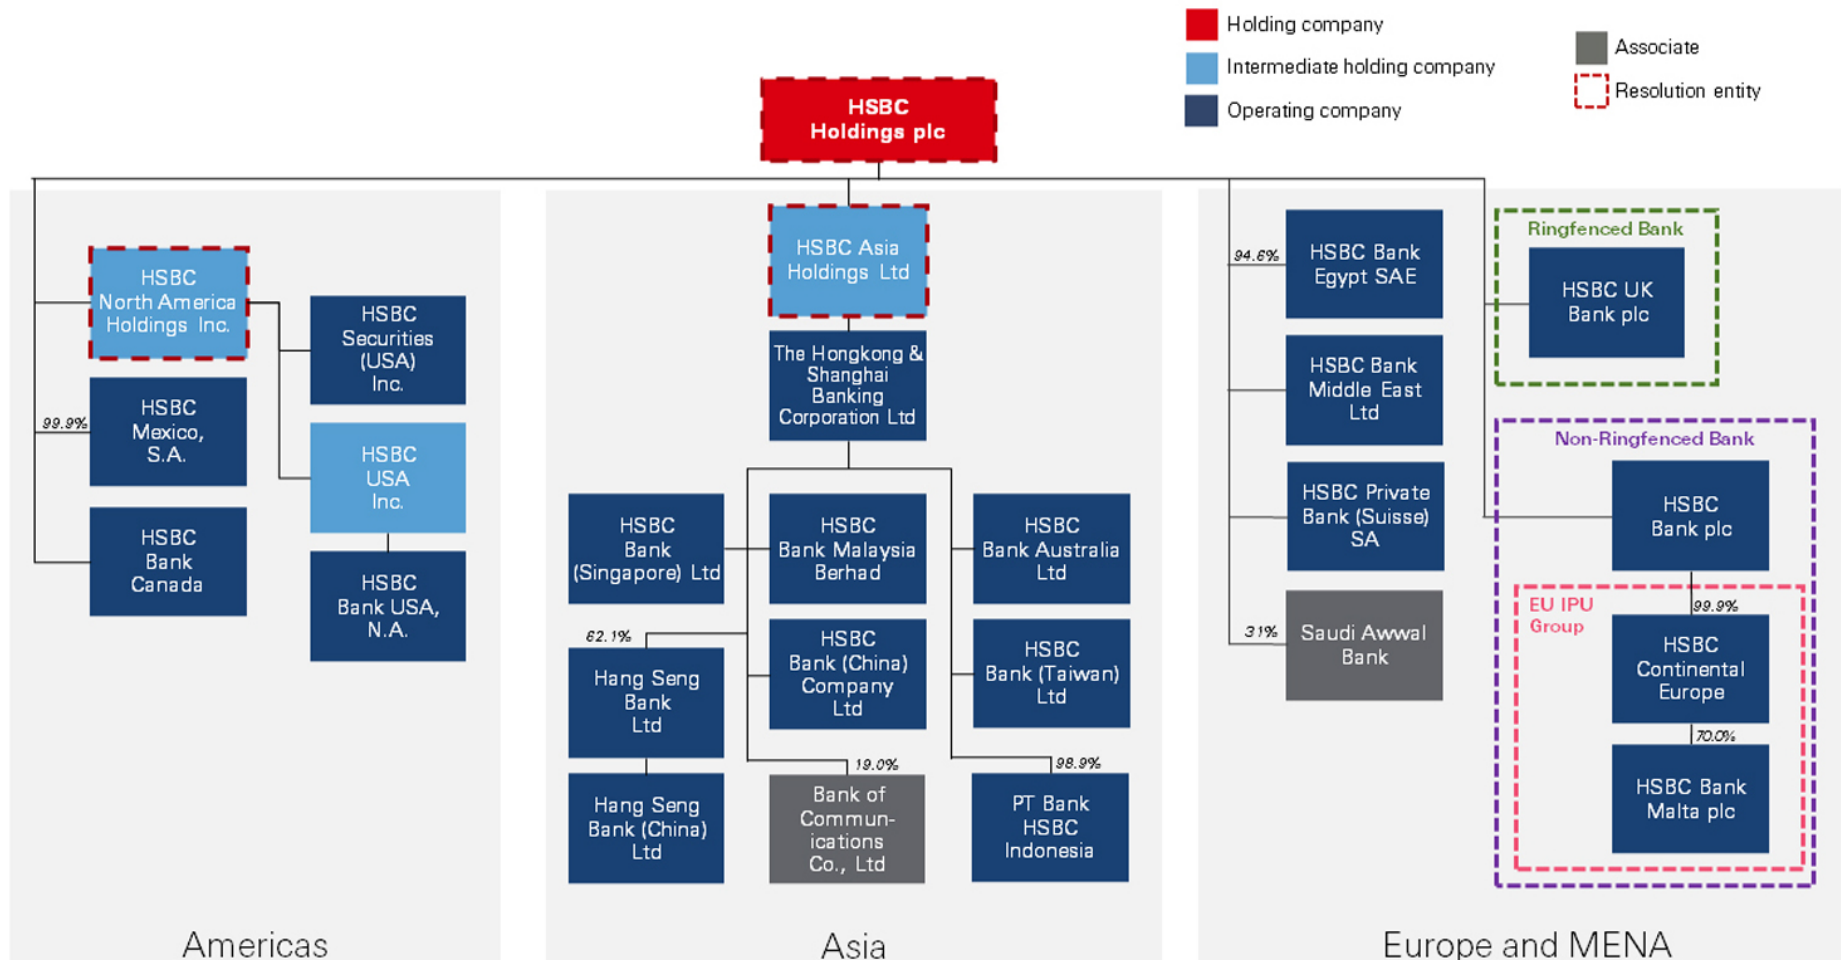 Holding company
Intermediate holding company
Operating company
Associate
Resolution entity
HSBC
Holdings plc
HSBC
North America
Holdings Inc.
HSBC
Securities
(USA)
Inc.
99.9%
HSBC
Mexico,
S.A.
HSBC
USA
Inc.
HSBC
Bank
Canada
HSBC
Bank USA,
N.A.
Americas
HSBC Asia
Holdings Ltd
The Hongkong &
Shanghai
Banking
Corporation Ltd
HSBC
Bank
(Singapore) Ltd
HSBC
Bank Malaysia
Berhad
HSBC
Bank Australia
Ltd
62.1%
Hang Seng
Bank
Ltd
HSBC
Bank (China)
Company
Ltd
HSBC
Bank (Taiwan)
Ltd
Hang Seng
Bank (China)
Ltd
19.0%
Bank of
Commun-
ications
Co., Ltd
98.9%
PT Bank
HSBC
Indonesia
Asia
94.6%
HSBC Bank
Egypt SAE
HSBC Bank
Middle East
Ltd
HSBC Private
Bank (Suisse)
SA
31%
Saudi Awwal
Bank
Ringfenced Bank
HSBC UK
Bank plc
Non-Ringfenced Bank
HSBC
Bank plc
EU IPU
Group
99.9%
HSBC
Continental
Europe
70.0%
HSBC Bank
Malta plc
Europe and MENA